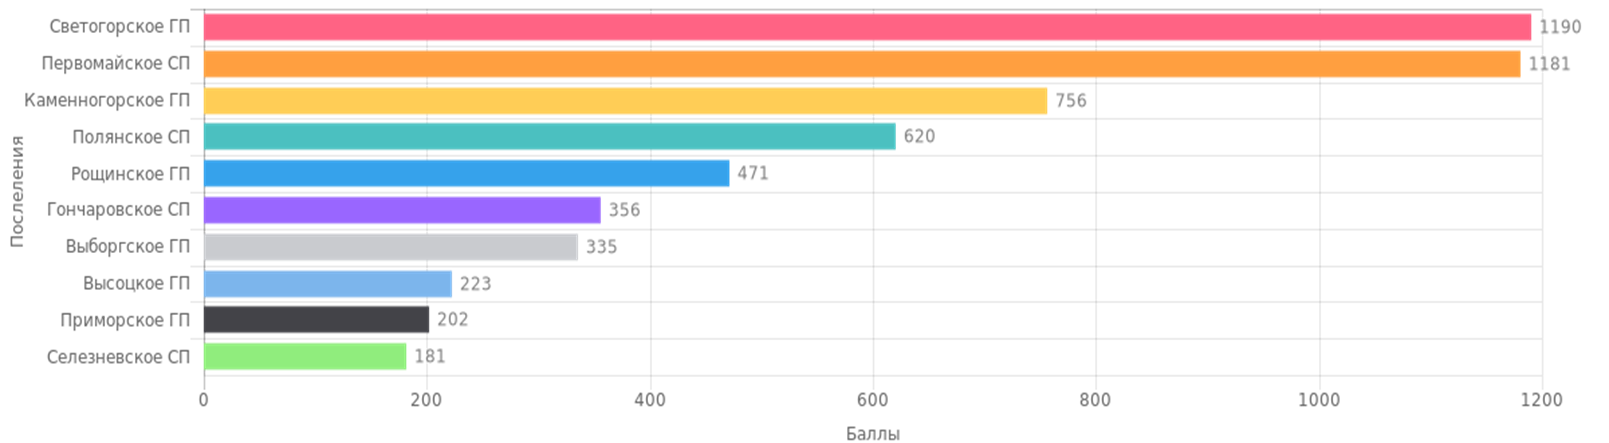 Светогорское ГП 1190
Первомайское СП 1181
Каменногорское ГП 756
Полянское СП 620
Рощинское ГП 471
Гончаровское СП 356
Выборгское ГП 335
Высоцкое ГП 223
Приморское ГП 202
Селезневское СП 181
Послеления
0 200 400 600 800 1000 1200
Баллы